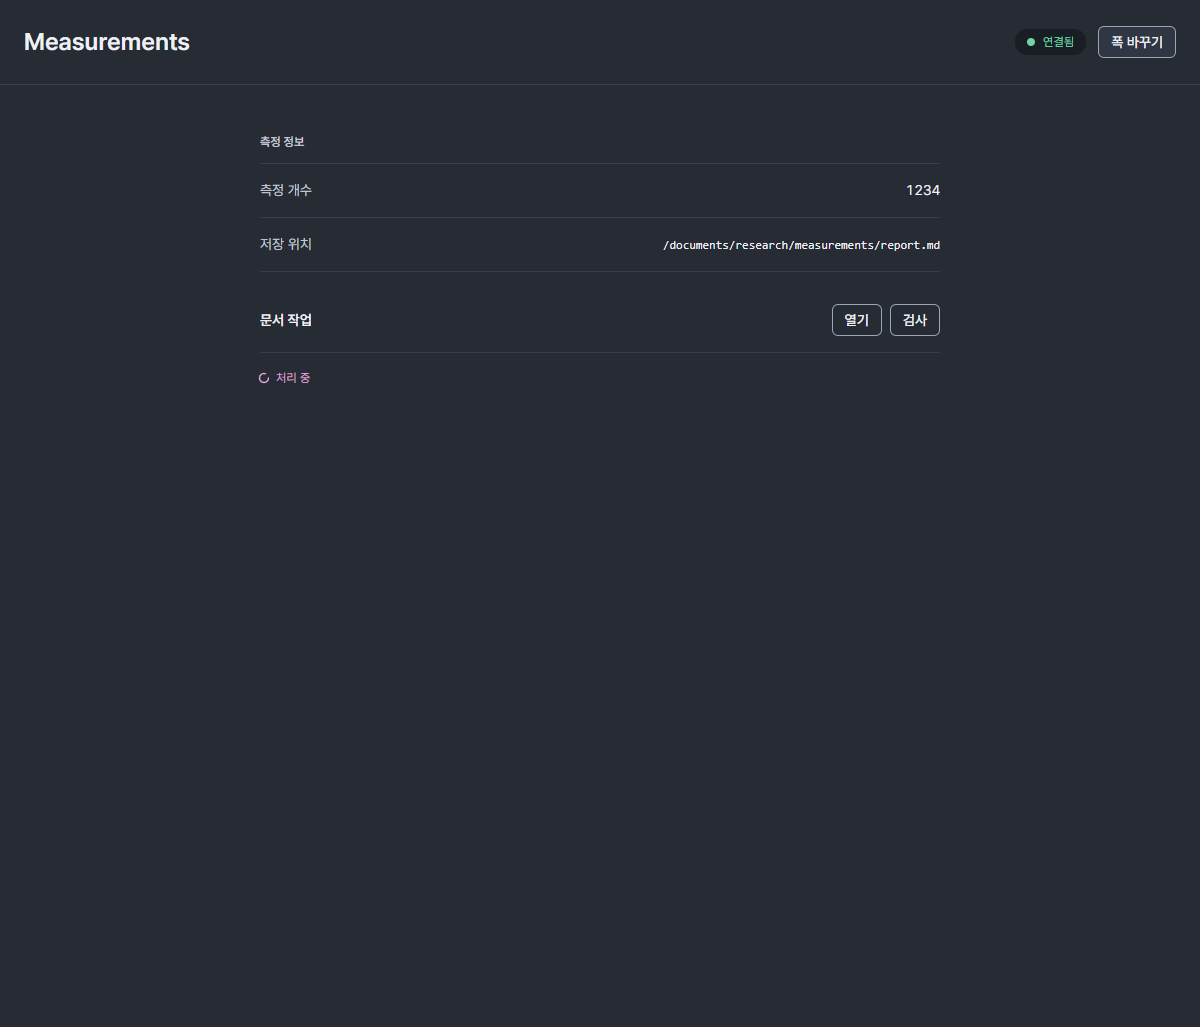 Measurements
연결됨
폭 바꾸기
측정 정보
측정 개수 1234
저장 위치 /documents/research/measurements/report.md
문서 작업 열기 검사
처리 중